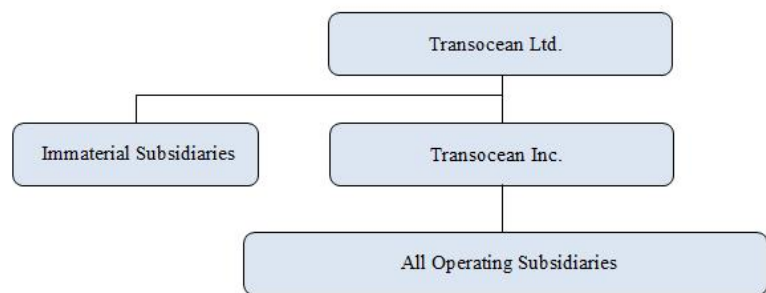 Transocean Ltd.
Immaterial Subsidiaries
Transocean Inc.
All Operating Subsidiaries